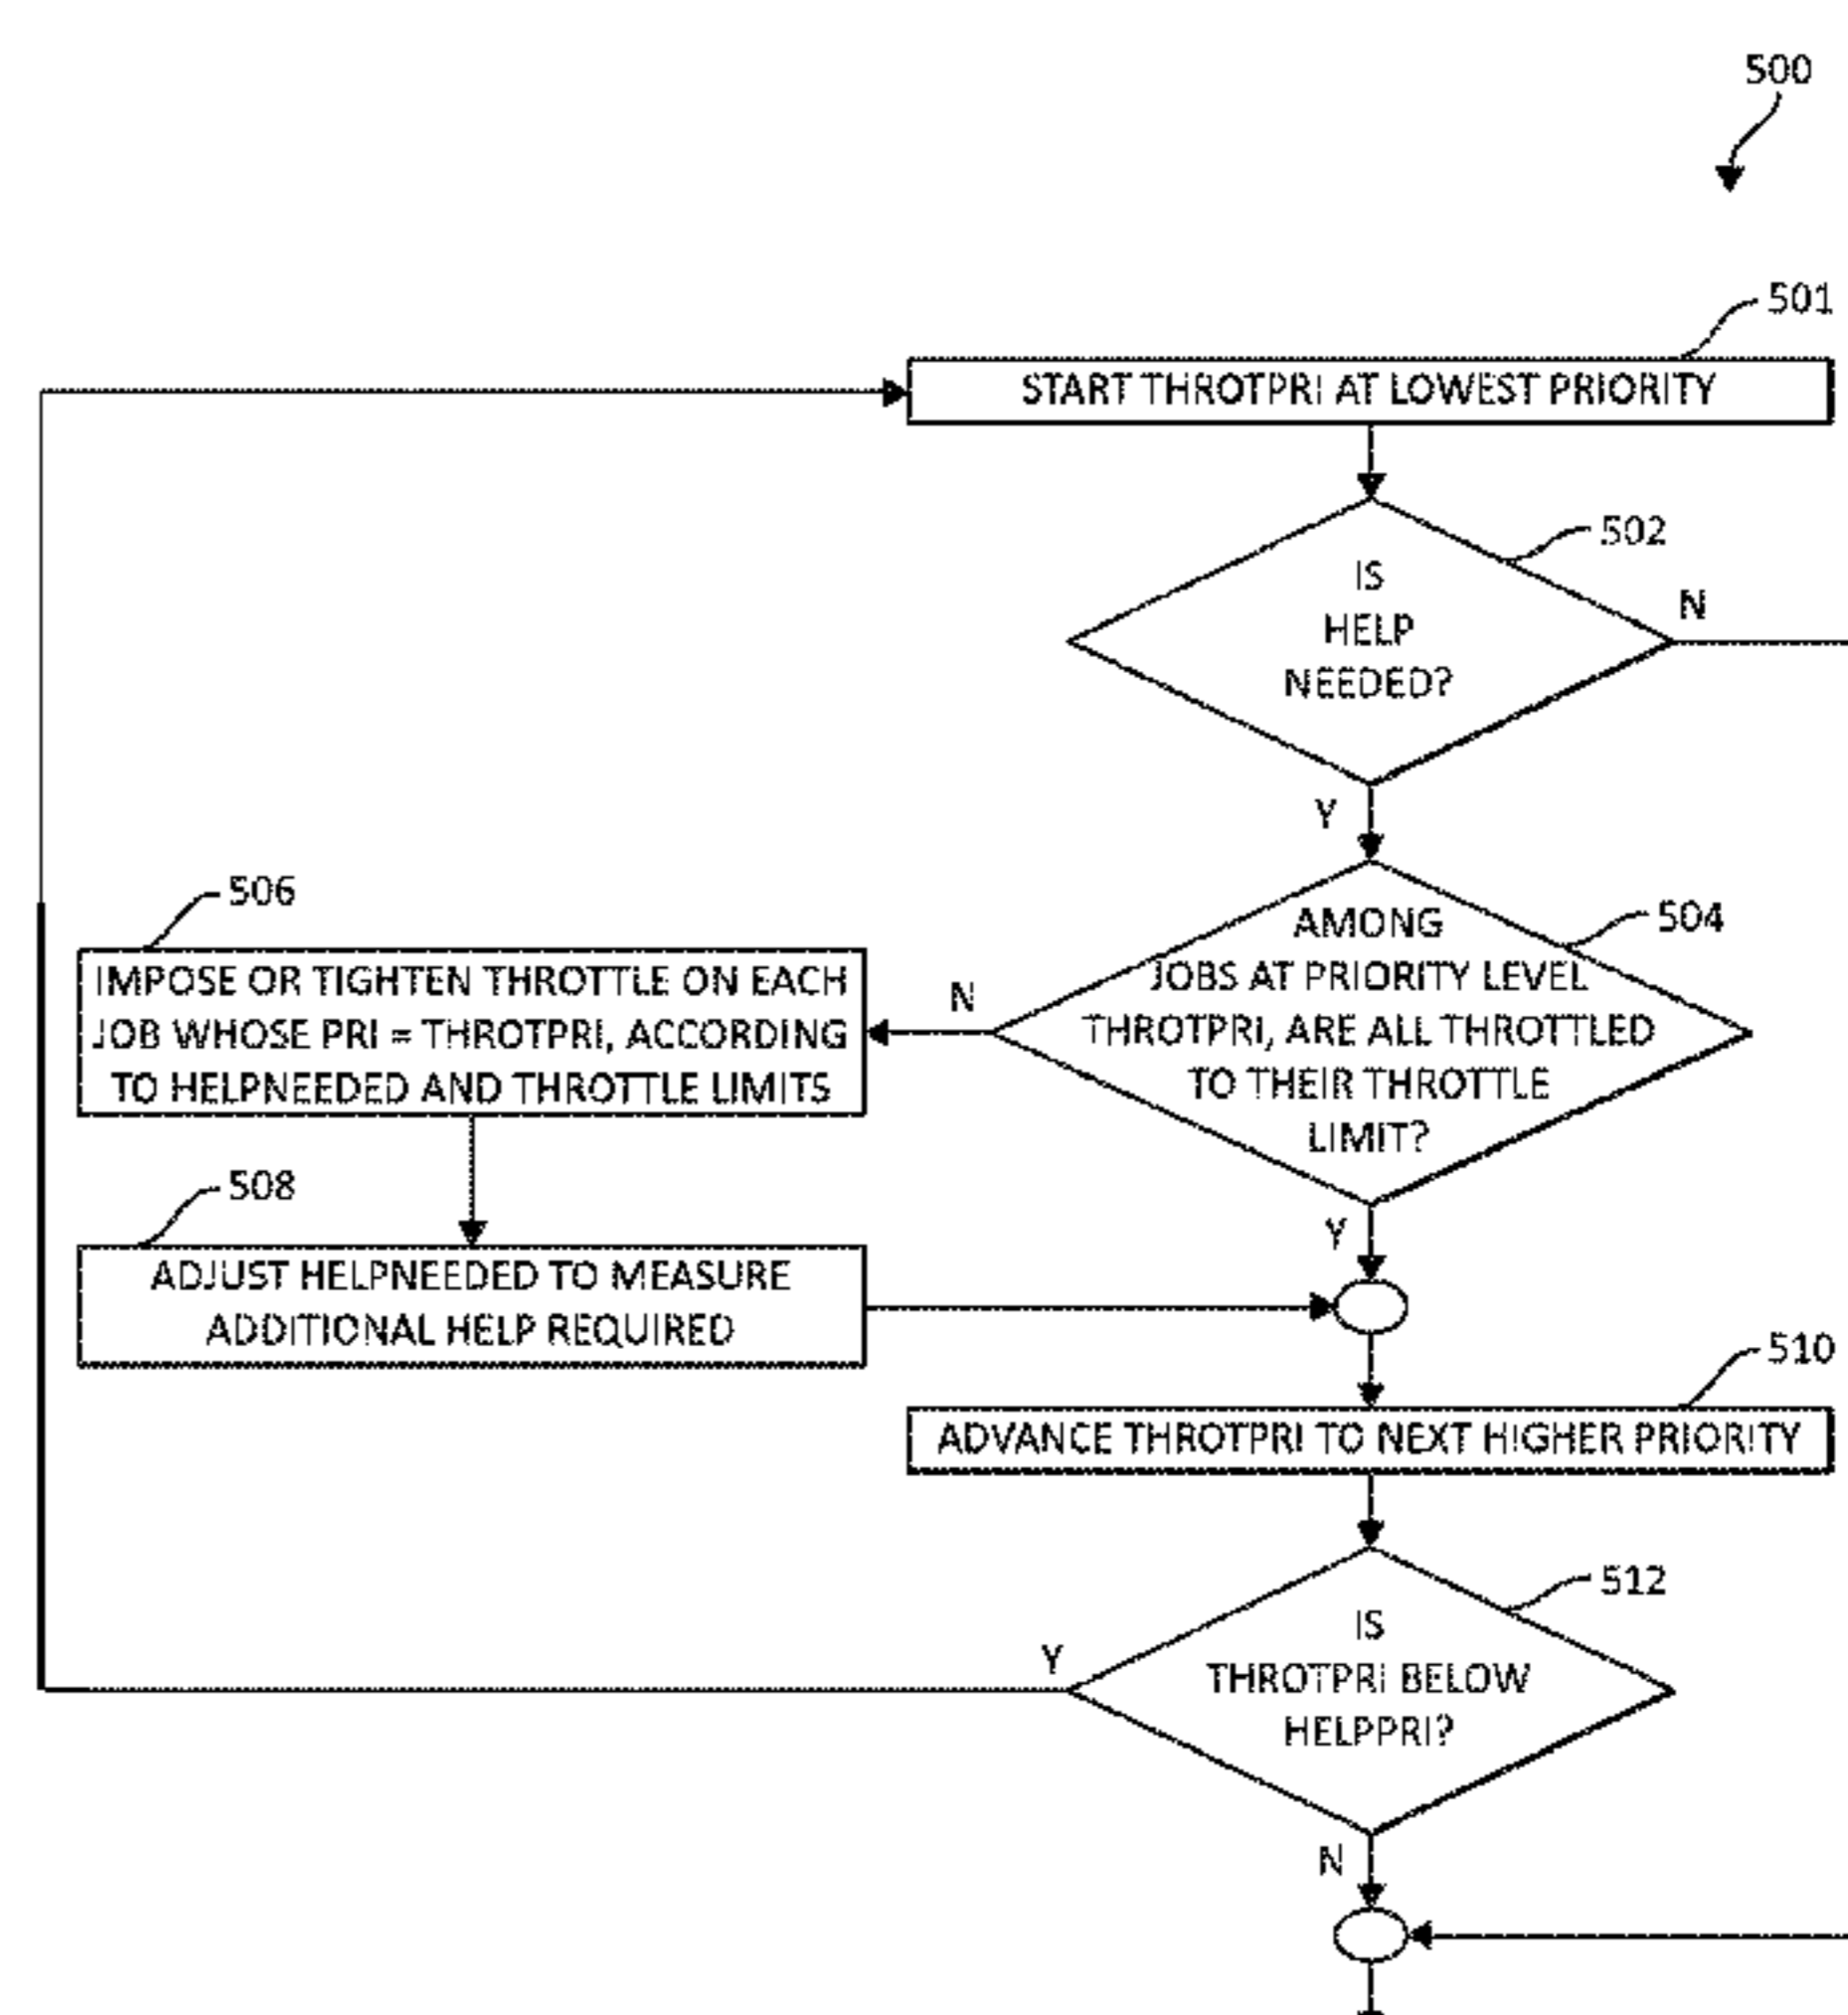 500
501
START THROTPRI AT LOWEST PRIORITY
502
IS
HELP
NEEDED?
N
Y
504
AMONG
JOBS AT PRIORITY LEVEL
THROTPRI, ARE ALL THROTTLED
TO THEIR THROTTLE
LIMIT?
N
506
IMPOSE OR TIGHTEN THROTTLE ON EACH
JOB WHOSE PRI = THROTPRI, ACCORDING
TO HELPNEEDED AND THROTTLE LIMITS
508
ADJUST HELPNEEDED TO MEASURE
ADDITIONAL HELP REQUIRED
Y
510
ADVANCE THROTPRI TO NEXT HIGHER PRIORITY
512
IS
THROTPRI BELOW
HELPPRI?
Y
N